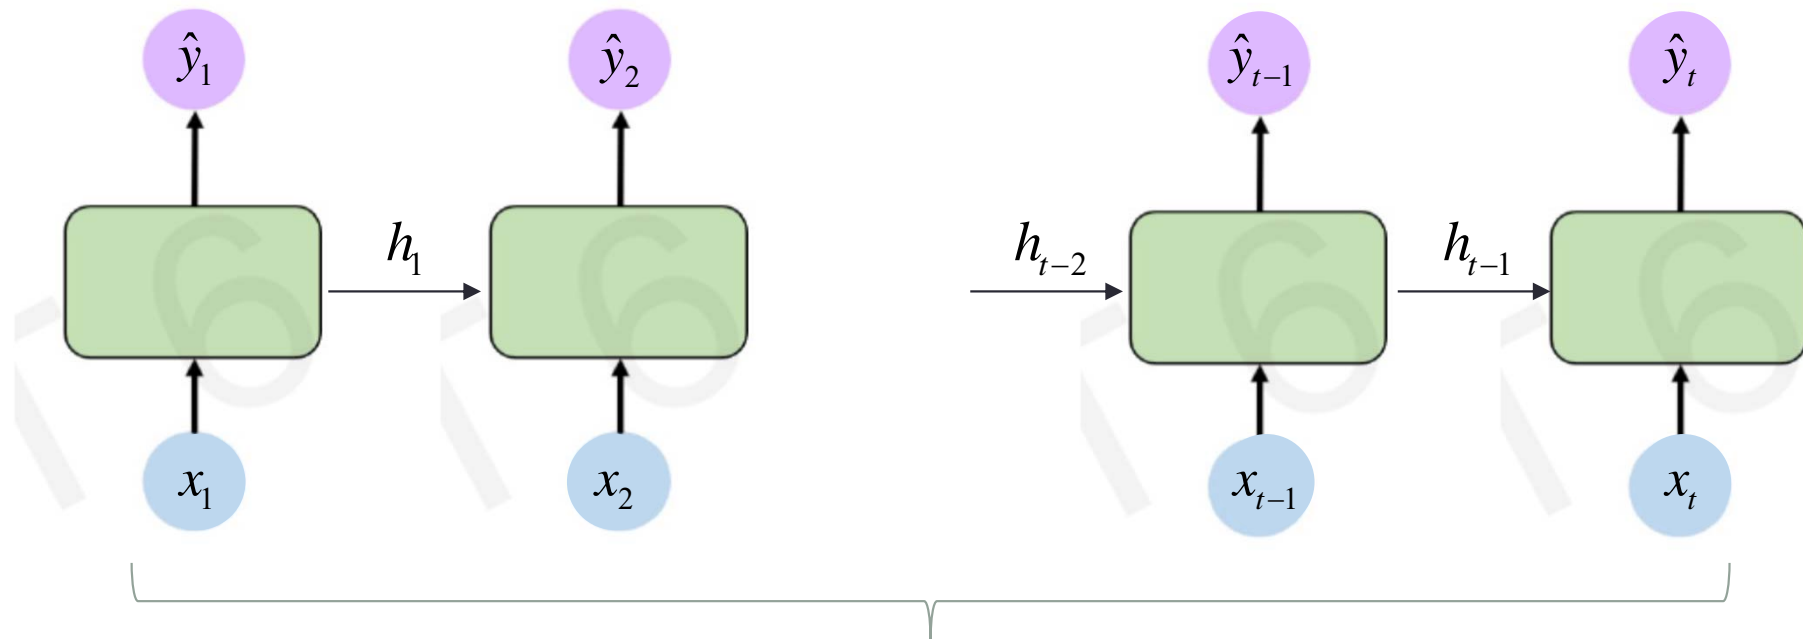 ŷ₁ ŷ₂ ŷₜ₋₁ ŷₜ
h₁ hₜ₋₂ hₜ₋₁
x₁ x₂ xₜ₋₁ xₜ